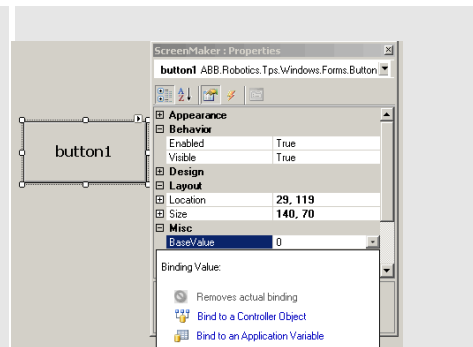 ScreenMaker : Properties
button1 ABB.Robotics.Tps.Windows.Forms.Button
Appearance
Behavior
Enabled True
Visible True
Design
Layout
Location 29, 119
Size 140, 70
Misc
BaseValue 0
button1
Binding Value:
Removes actual binding
Bind to a Controller Object
Bind to an Application Variable